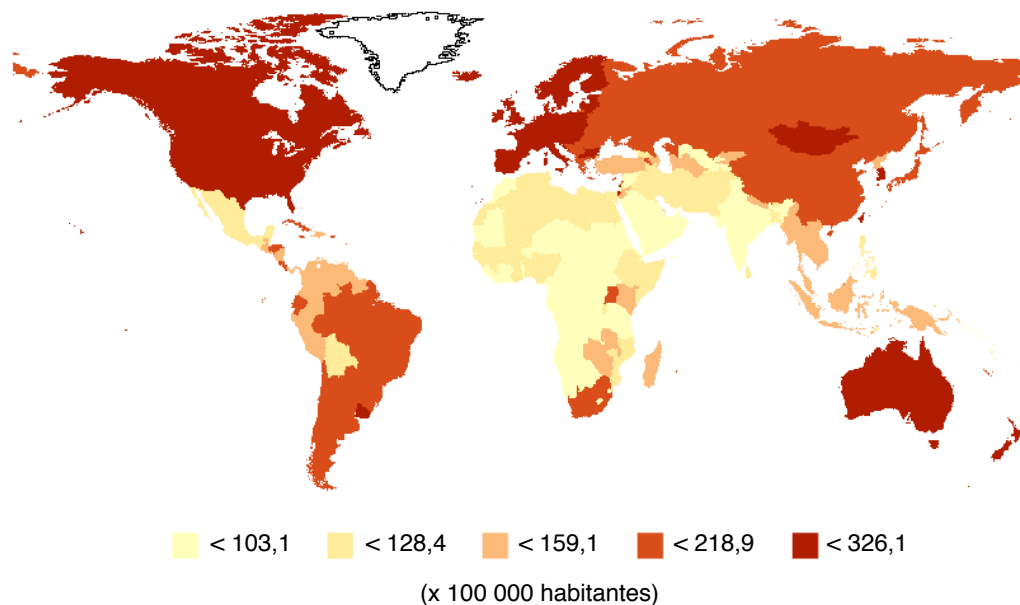 < 103,1 < 128,4 < 159,1 < 218,9 < 326,1
(x 100 000 habitantes)